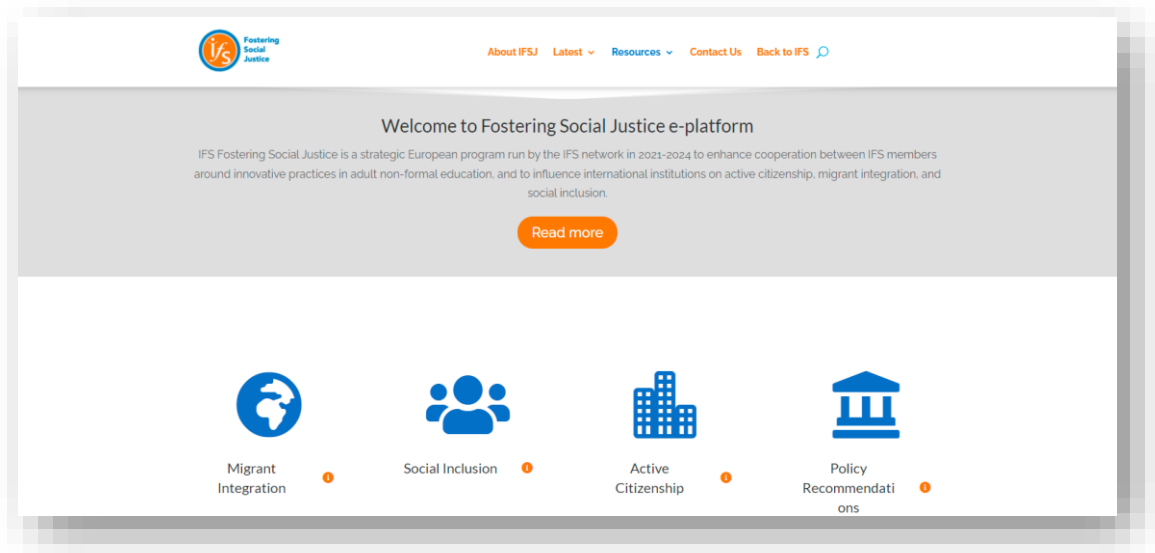 ifs
Fostering
Social
Justice
About IFSJ Latest Resources Contact Us Back to IFS
Welcome to Fostering Social Justice e-platform
IFS Fostering Social Justice is a strategic European program run by the IFS network in 2021-2024 to enhance cooperation between IFS members
around innovative practices in adult non-formal education, and to influence international institutions on active citizenship, migrant integration, and
social inclusion.
Read more
Migrant
Integration
Social Inclusion
Active
Citizenship
Policy
Recommendati
ons